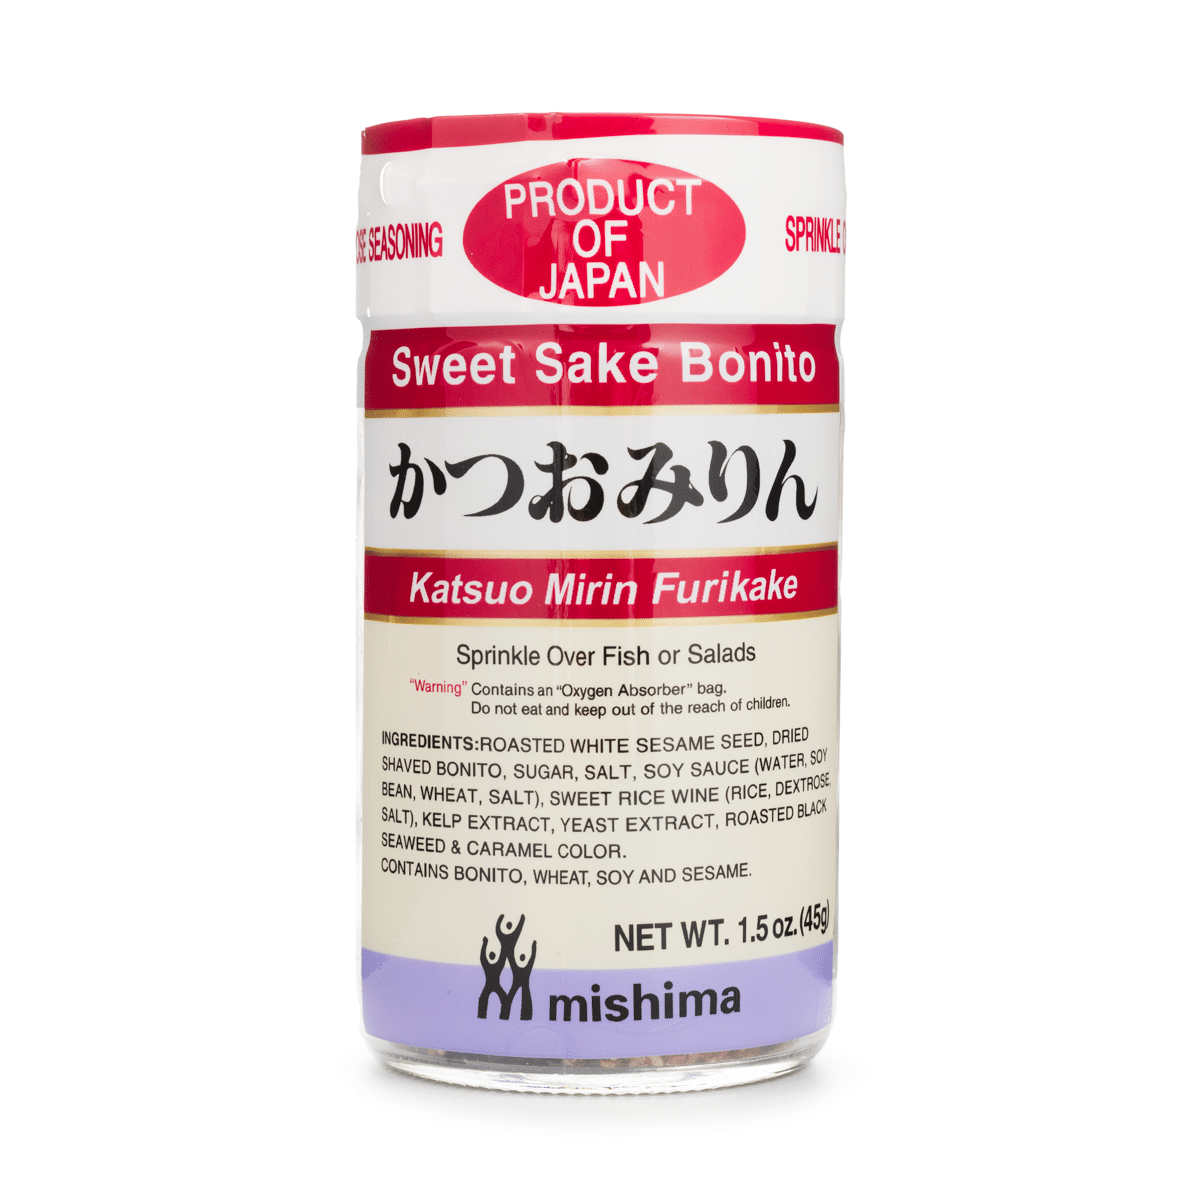 SEASONING
PRODUCT
OF
JAPAN
SPRINKLE
Sweet Sake Bonito
かつおみりん
Katsuo Mirin Furikake
Sprinkle Over Fish or Salads
"Warning" Contains an "Oxygen Absorber" bag.
Do not eat and keep out of the reach of children.
INGREDIENTS:ROASTED WHITE SESAME SEED, DRIED
SHAVED BONITO, SUGAR, SALT, SOY SAUCE (WATER, SOY
BEAN, WHEAT, SALT), SWEET RICE WINE (RICE, DEXTROSE,
SALT), KELP EXTRACT, YEAST EXTRACT, ROASTED BLACK
SEAWEED & CARAMEL COLOR.
CONTAINS BONITO, WHEAT, SOY AND SESAME.
NET WT. 1.5 oz. (45g)
mishima